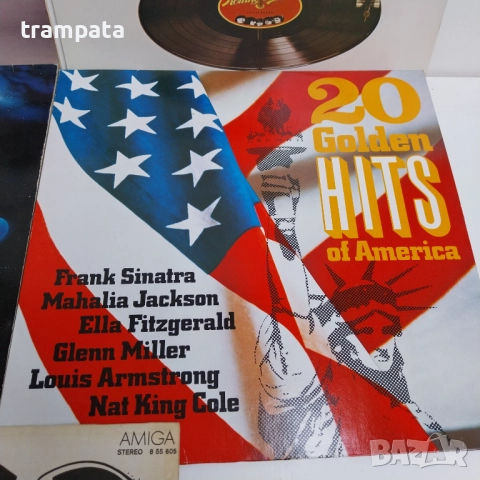 trampata
20
Golden
HITS
of America
Frank Sinatra
Mahalia Jackson
Ella Fitzgerald
Glenn Miller
Louis Armstrong
Nat King Cole
AMIGA
STEREO 8 55 605
BAZAR